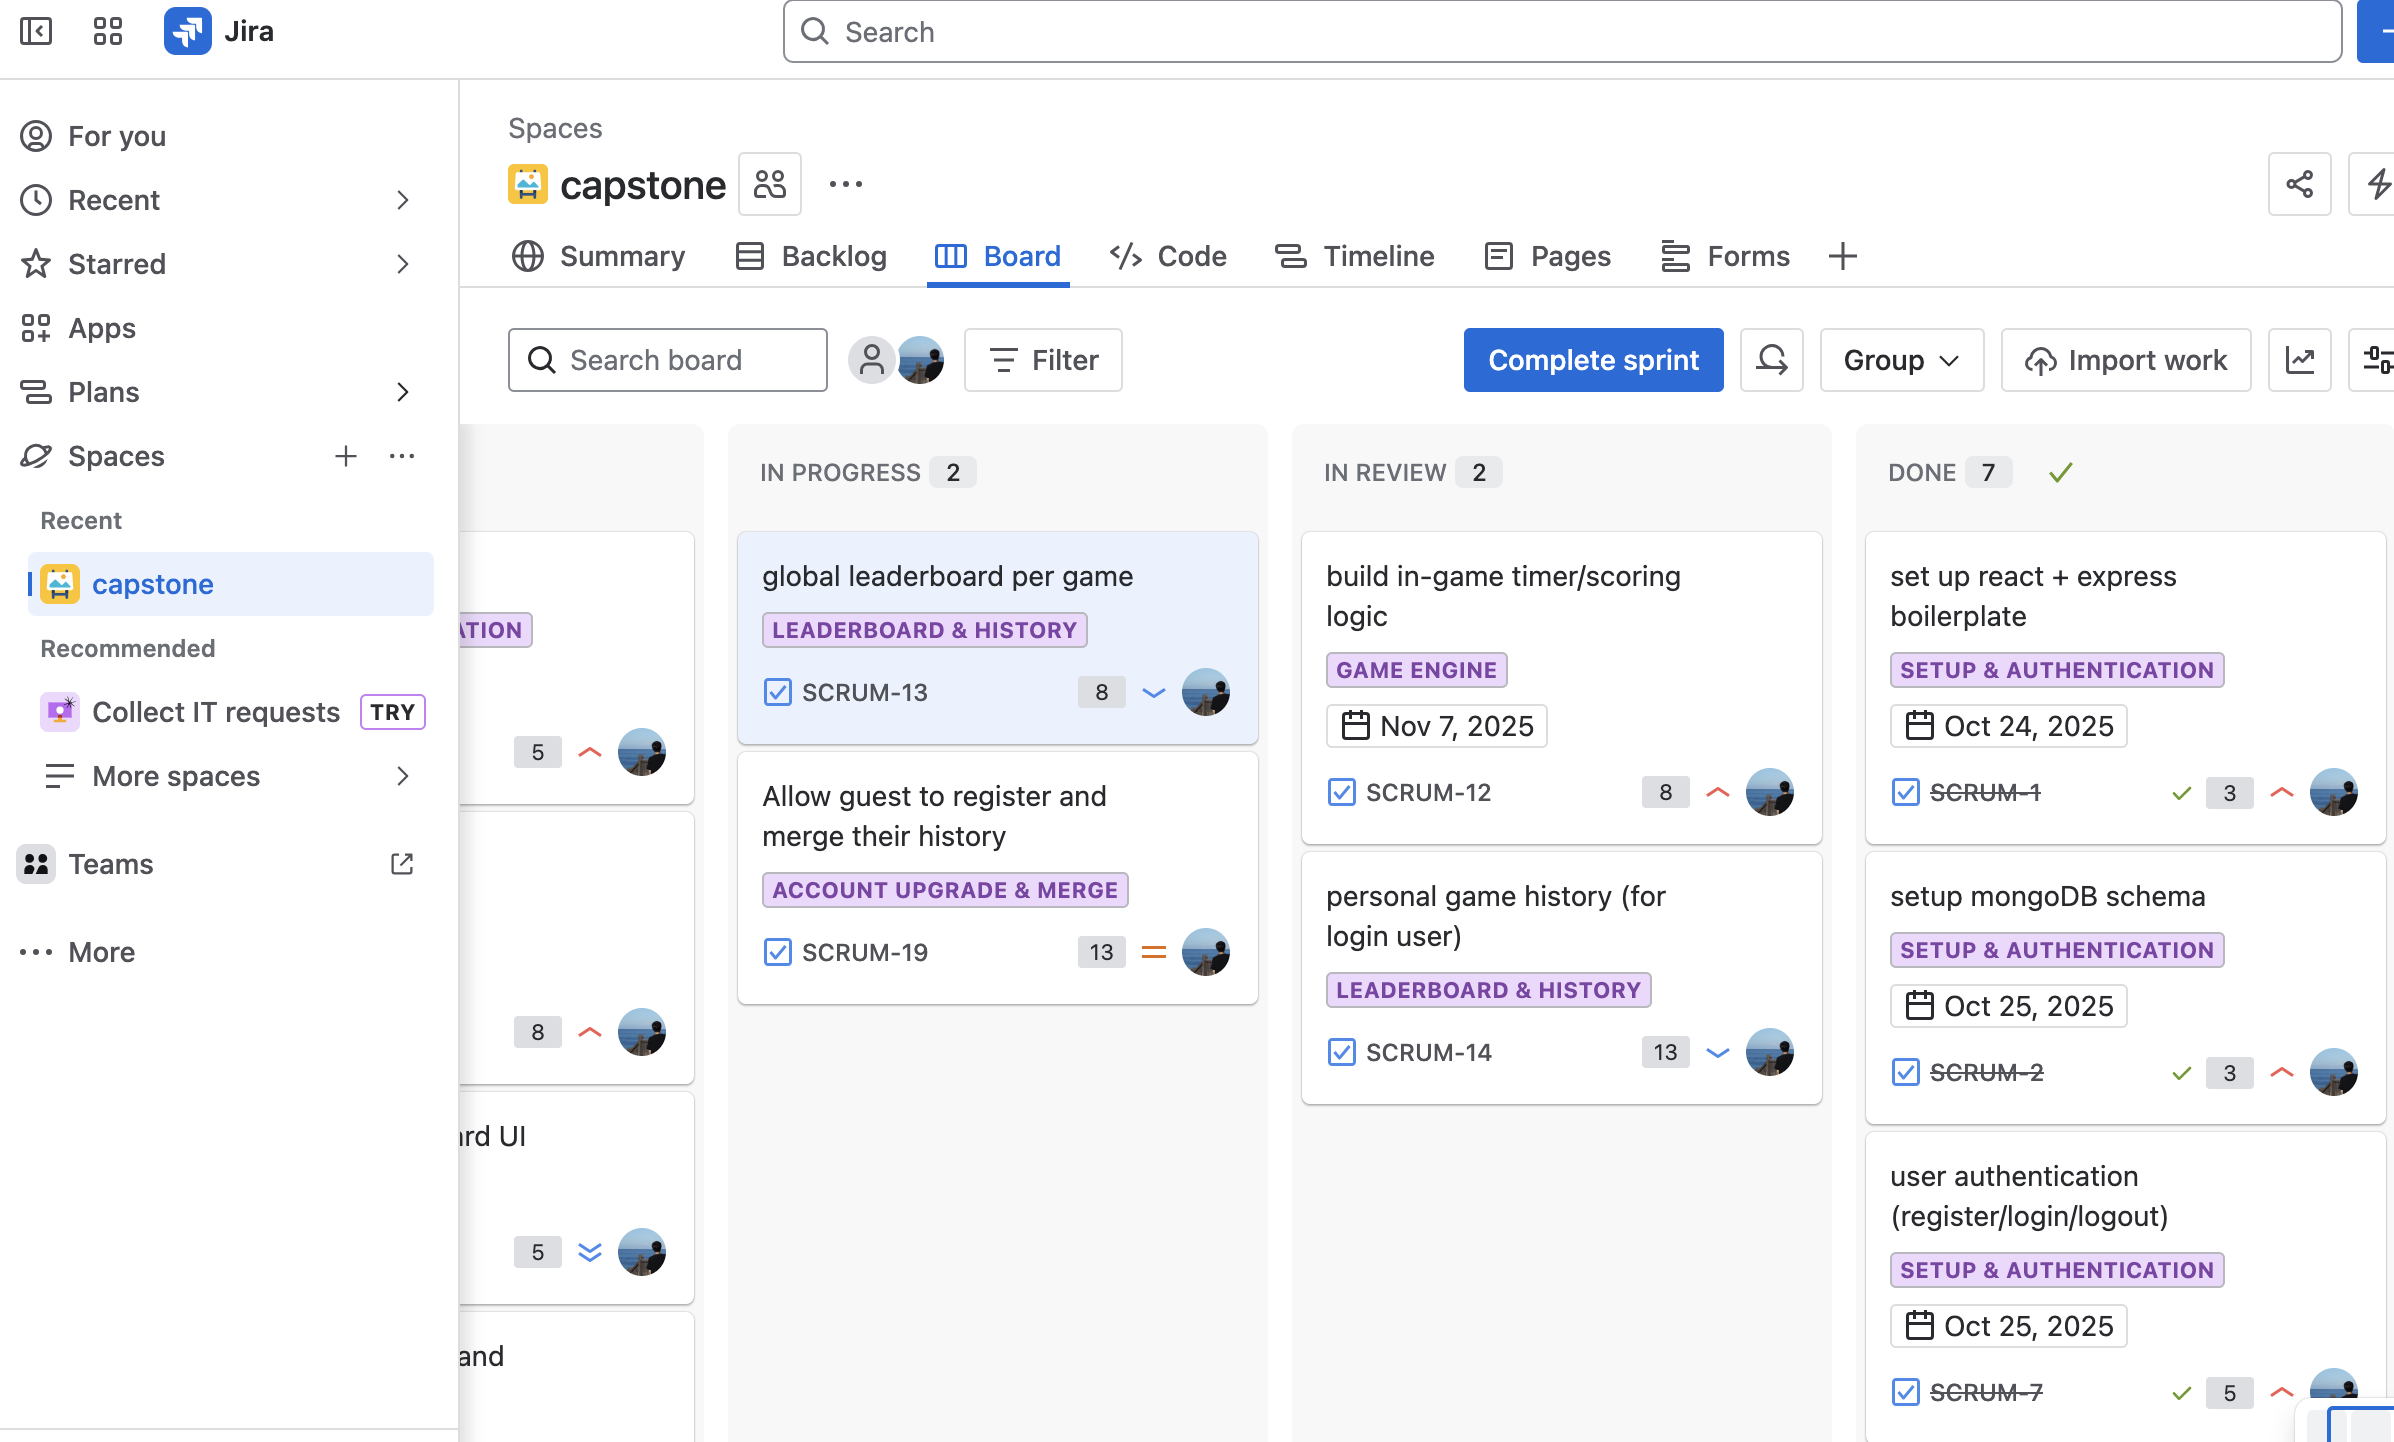 Jira
Search
For you
Recent
Starred
Apps
Plans
Spaces
Recent
capstone
Recommended
Collect IT requests TRY
More spaces
Teams
More
Spaces
capstone
Summary Backlog Board Code Timeline Pages Forms
Search board Filter Complete sprint Group Import work
ATION
5
8
ard UI
5
and
IN PROGRESS 2
global leaderboard per game
LEADERBOARD & HISTORY
SCRUM-13 8
Allow guest to register and
merge their history
ACCOUNT UPGRADE & MERGE
SCRUM-19 13
IN REVIEW 2
build in-game timer/scoring
logic
GAME ENGINE
Nov 7, 2025
SCRUM-12 8
personal game history (for
login user)
LEADERBOARD & HISTORY
SCRUM-14 13
DONE 7
set up react + express
boilerplate
SETUP & AUTHENTICATION
Oct 24, 2025
SCRUM-1 3
setup mongoDB schema
SETUP & AUTHENTICATION
Oct 25, 2025
SCRUM-2 3
user authentication
(register/login/logout)
SETUP & AUTHENTICATION
Oct 25, 2025
SCRUM-7 5